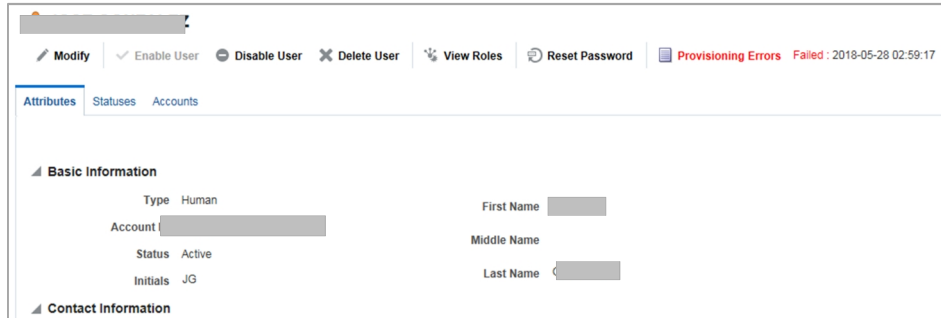 Modify Enable User Disable User Delete User View Roles Reset Password Provisioning Errors Failed : 2018-05-28 02:59:17
Attributes Statuses Accounts
Basic Information
Type Human
First Name
Account
Middle Name
Status Active
Last Name
Initials JG
Contact Information